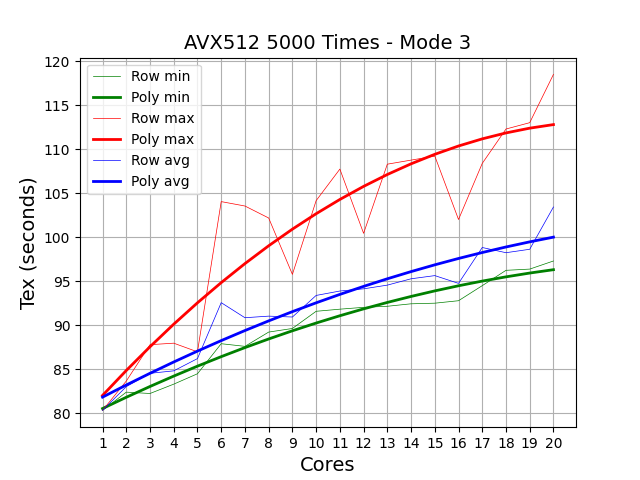 AVX512 5000 Times - Mode 3
Row min
Poly min
Row max
Poly max
Row avg
Poly avg
120
115
110
105
100
95
90
85
80
Tex (seconds)
1 2 3 4 5 6 7 8 9 10 11 12 13 14 15 16 17 18 19 20
Cores